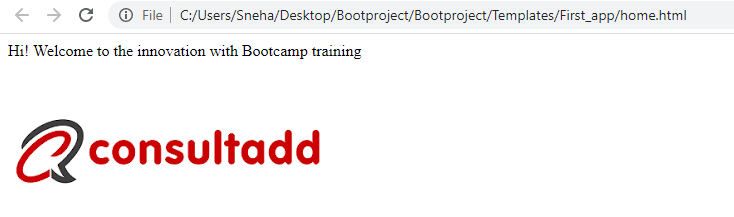 File C:/Users/Sneha/Desktop/Bootproject/Bootproject/Templates/First_app/home.html
Hi! Welcome to the innovation with Bootcamp training
consultadd